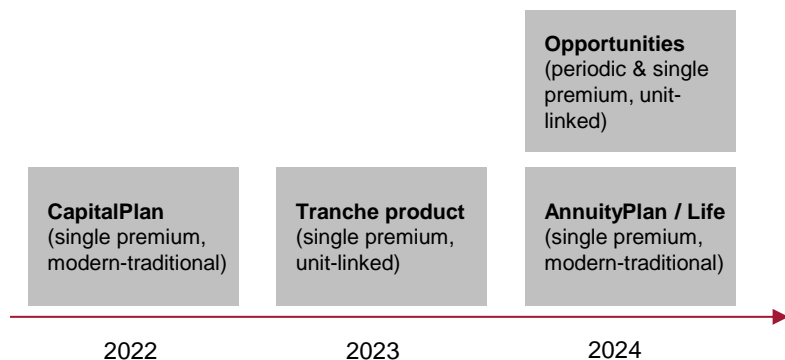 Opportunities
(periodic & single
premium, unit-
linked)
CapitalPlan
(single premium,
modern-traditional)
Tranche product
(single premium,
unit-linked)
AnnuityPlan / Life
(single premium,
modern-traditional)
2022
2023
2024